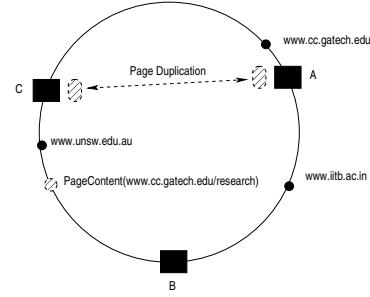 www.cc.gatech.edu
Page Duplication
A
C
www.unsw.edu.au
PageContent(www.cc.gatech.edu/research)
www.iitb.ac.in
B